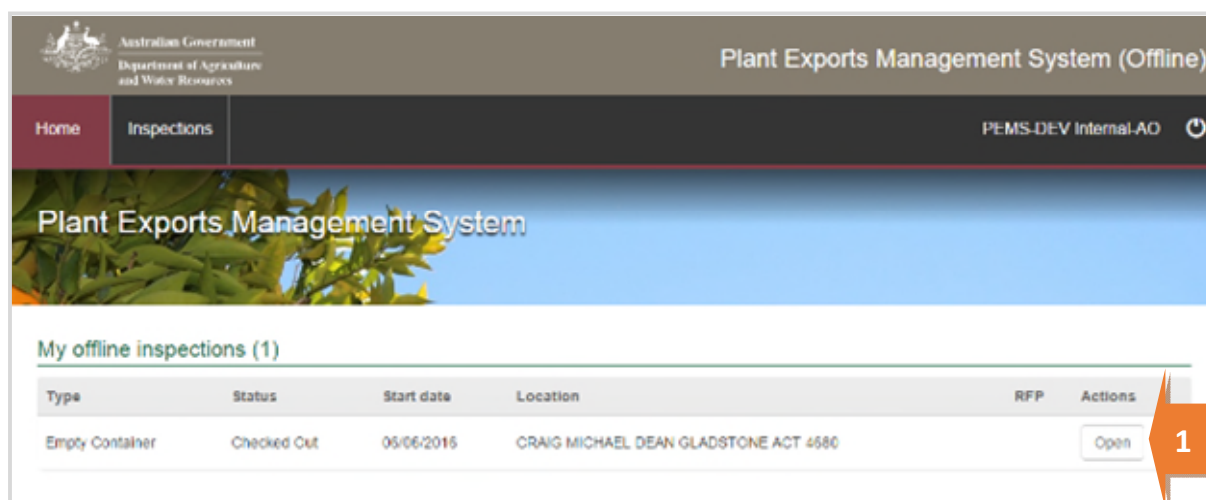 Australian Government
Department of Agriculture
and Water Resources
Plant Exports Management System (Offline)
Home Inspections PEMS-DEV Internal-AO
Plant Exports Management System
My offline inspections (1)
Type Status Start date Location RFP Actions
Empty Container Checked Out 06/06/2016 CRAIG MICHAEL DEAN GLADSTONE ACT 4680 Open
1